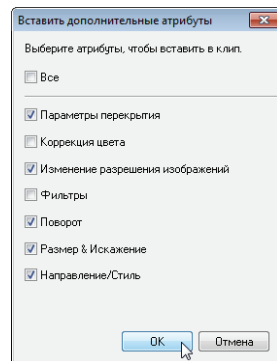 Вставить дополнительные атрибуты
Выберите атрибуты, чтобы вставить в клип.
Все
Параметры перекрытия
Коррекция цвета
Изменение разрешения изображений
Фильтры
Поворот
Размер & Искажение
Направление/Стиль
OK
Отмена